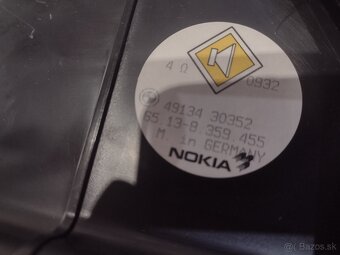 4 Ω 0932
49134 30352
65 13-8 359 455
M. in GERMANY
NOKIA
bazos.sk